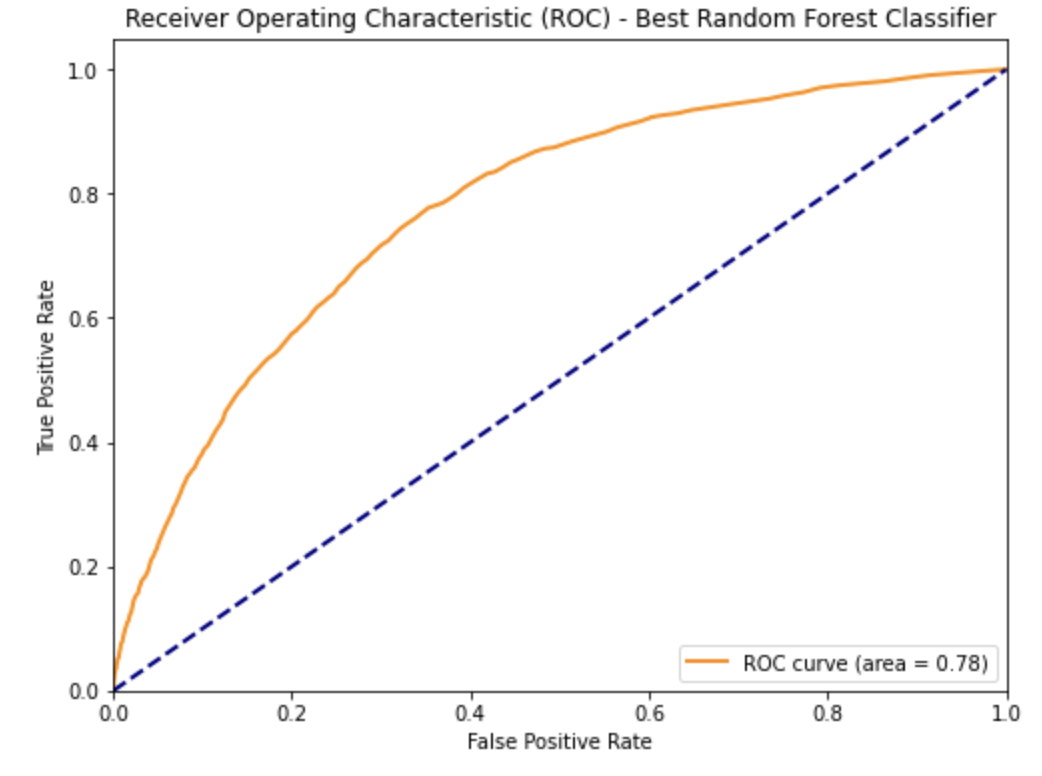 Receiver Operating Characteristic (ROC) - Best Random Forest Classifier
1.0
0.8
0.6
0.4
0.2
0.0
True Positive Rate
ROC curve (area = 0.78)
0.0 0.2 0.4 0.6 0.8 1.0
False Positive Rate